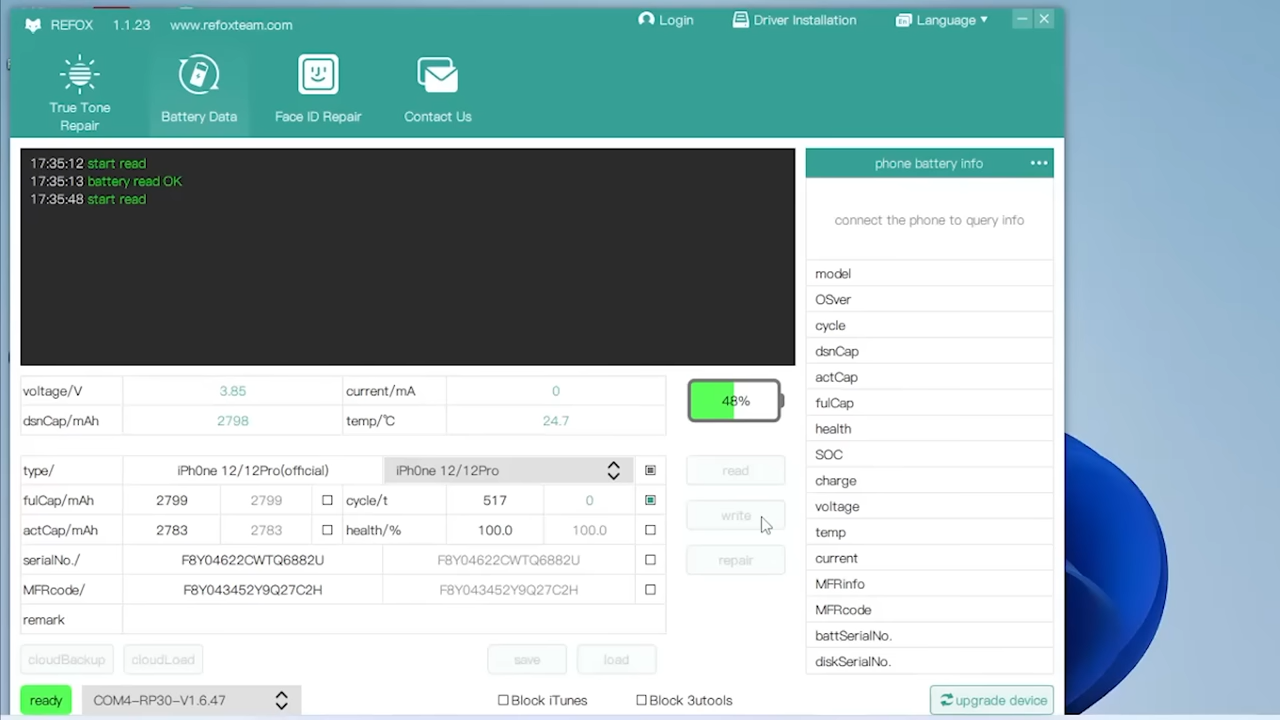 REFOX 1.1.23 www.refoxteam.com Login Driver Installation Language
True Tone Repair
Battery Data
Face ID Repair
Contact Us
17:35:12 start read
17:35:13 battery read OK
17:35:48 start read
voltage/V 3.85 current/mA 0
dsnCap/mAh 2798 temp/℃ 24.7
48%
type/ iPh0ne 12/12Pro(official) iPh0ne 12/12Pro
fulCap/mAh 2799 2799 cycle/t 517 0
actCap/mAh 2783 2783 health/% 100.0 100.0
serialNo./ F8Y04622CWTQ6882U F8Y04622CWTQ6882U
MFRcode/ F8Y043452Y9Q27C2H F8Y043452Y9Q27C2H
remark
read
write
repair
cloudBackup cloudLoad save load
ready COM4-RP30-V1.6.47 Block iTunes Block 3utools
phone battery info
connect the phone to query info
model
OSver
cycle
dsnCap
actCap
fulCap
health
SOC
charge
voltage
temp
current
MFRinfo
MFRcode
battSerialNo.
diskSerialNo.
upgrade device